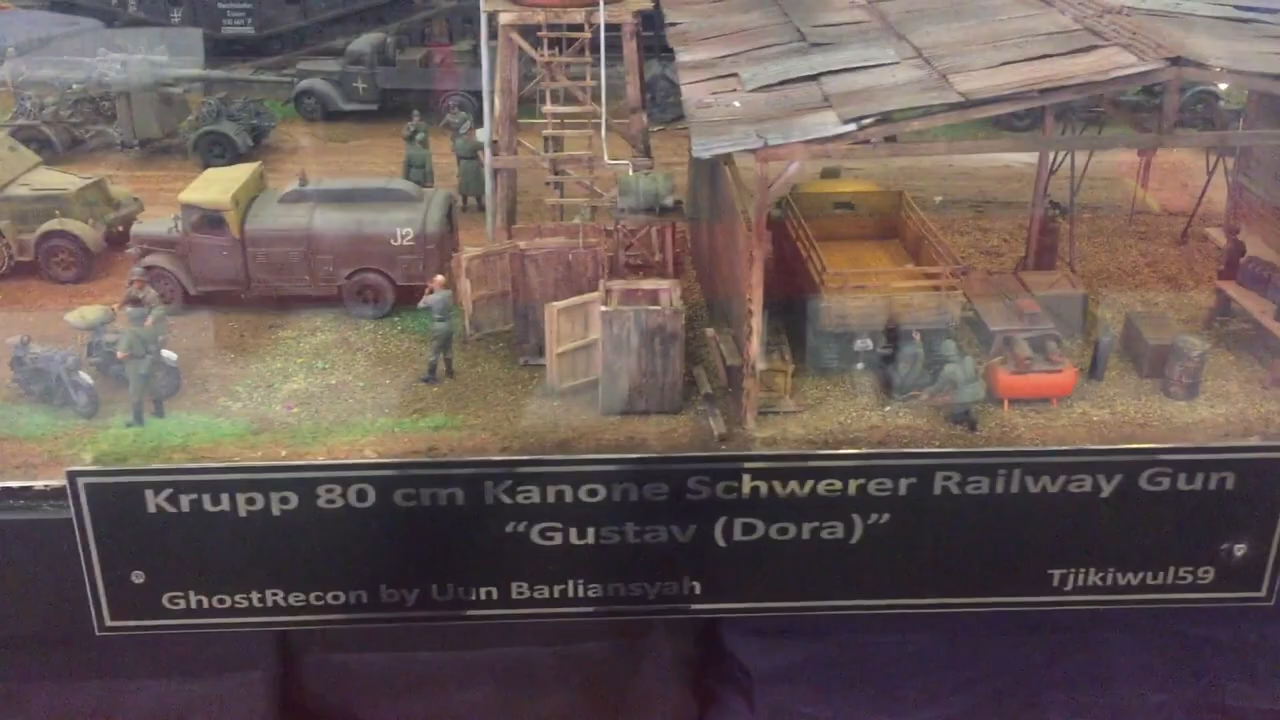 J2
Krupp 80 cm Kanone Schwerer Railway Gun
“Gustav (Dora)”
GhostRecon by Uun Barliansyah
Tjikiwul59